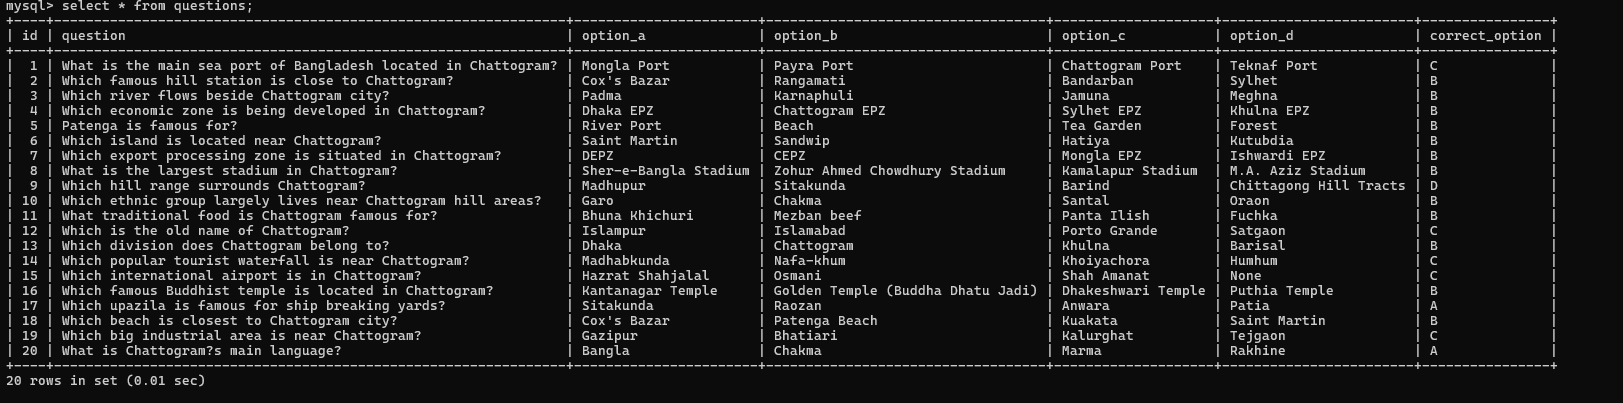 mysql> select * from questions;
+----+---------------------------------------------------------------+-----------------------+----------------------------------+--------------------+-----------------------+----------------+
| id | question                                                      | option_a              | option_b                         | option_c           | option_d              | correct_option |
+----+---------------------------------------------------------------+-----------------------+----------------------------------+--------------------+-----------------------+----------------+
|  1 | What is the main sea port of Bangladesh located in Chattogram? | Mongla Port | Payra Port | Chattogram Port | Teknaf Port | C |
|  2 | Which famous hill station is close to Chattogram? | Cox's Bazar | Rangamati | Bandarban | Sylhet | B |
|  3 | Which river flows beside Chattogram city? | Padma | Karnaphuli | Jamuna | Meghna | B |
|  4 | Which economic zone is being developed in Chattogram? | Dhaka EPZ | Chattogram EPZ | Sylhet EPZ | Khulna EPZ | B |
|  5 | Patenga is famous for? | River Port | Beach | Tea Garden | Forest | B |
|  6 | Which island is located near Chattogram? | Saint Martin | Sandwip | Hatiya | Kutubdia | B |
|  7 | Which export processing zone is situated in Chattogram? | DEPZ | CEPZ | Mongla EPZ | Ishwardi EPZ | B |
|  8 | What is the largest stadium in Chattogram? | Sher-e-Bangla Stadium | Zohur Ahmed Chowdhury Stadium | Kamalapur Stadium | M.A. Aziz Stadium | B |
|  9 | Which hill range surrounds Chattogram? | Madhupur | Sitakunda | Barind | Chittagong Hill Tracts | D |
| 10 | Which ethnic group largely lives near Chattogram hill areas? | Garo | Chakma | Santal | Oraon | B |
| 11 | What traditional food is Chattogram famous for? | Bhuna Khichuri | Mezban beef | Panta Ilish | Fuchka | B |
| 12 | Which is the old name of Chattogram? | Islampur | Islamabad | Porto Grande | Satgaon | C |
| 13 | Which division does Chattogram belong to? | Dhaka | Chattogram | Khulna | Barisal | B |
| 14 | Which popular tourist waterfall is near Chattogram? | Madhabkunda | Nafa-khum | Khoiyachora | Humhum | C |
| 15 | Which international airport is in Chattogram? | Hazrat Shahjalal | Osmani | Shah Amanat | None | C |
| 16 | Which famous Buddhist temple is located in Chattogram? | Kantanagar Temple | Golden Temple (Buddha Dhatu Jadi) | Dhakeshwari Temple | Puthia Temple | B |
| 17 | Which upazila is famous for ship breaking yards? | Sitakunda | Raozan | Anwara | Patia | A |
| 18 | Which beach is closest to Chattogram city? | Cox's Bazar | Patenga Beach | Kuakata | Saint Martin | B |
| 19 | Which big industrial area is near Chattogram? | Gazipur | Bhatiari | Kalurghat | Tejgaon | C |
| 20 | What is Chattogram?s main language? | Bangla | Chakma | Marma | Rakhine | A |
+----+---------------------------------------------------------------+-----------------------+----------------------------------+--------------------+-----------------------+----------------+
20 rows in set (0.01 sec)